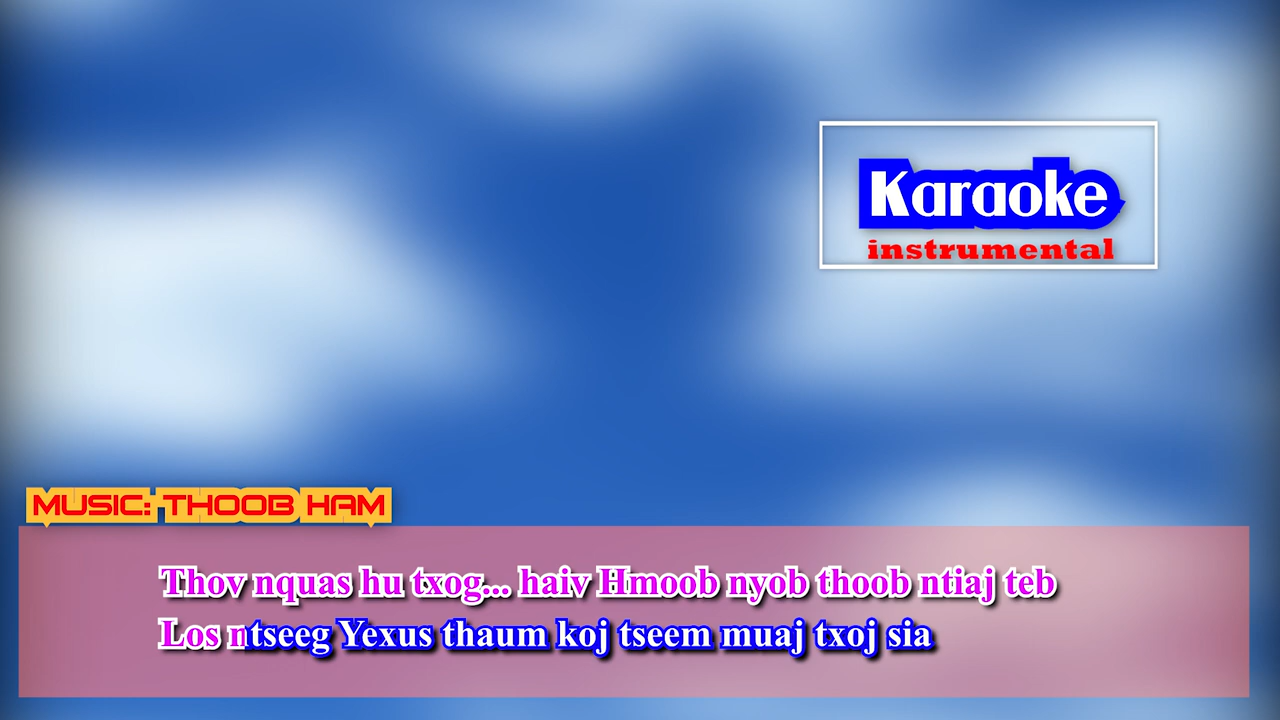 Karaoke
instrumental
MUSIC: THOOB HAM
Thov nquas hu txog... haiv Hmoob nyob thoob ntiaj teb
Los ntseeg Yexus thaum koj tseem muaj txoj sia